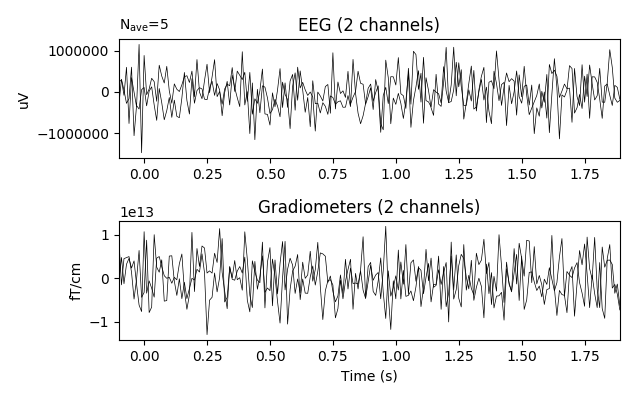 N_ave=5
EEG (2 channels)
1000000
0
−1000000
uV
0.00 0.25 0.50 0.75 1.00 1.25 1.50 1.75
1e13
Gradiometers (2 channels)
1
0
−1
fT/cm
0.00 0.25 0.50 0.75 1.00 1.25 1.50 1.75
Time (s)